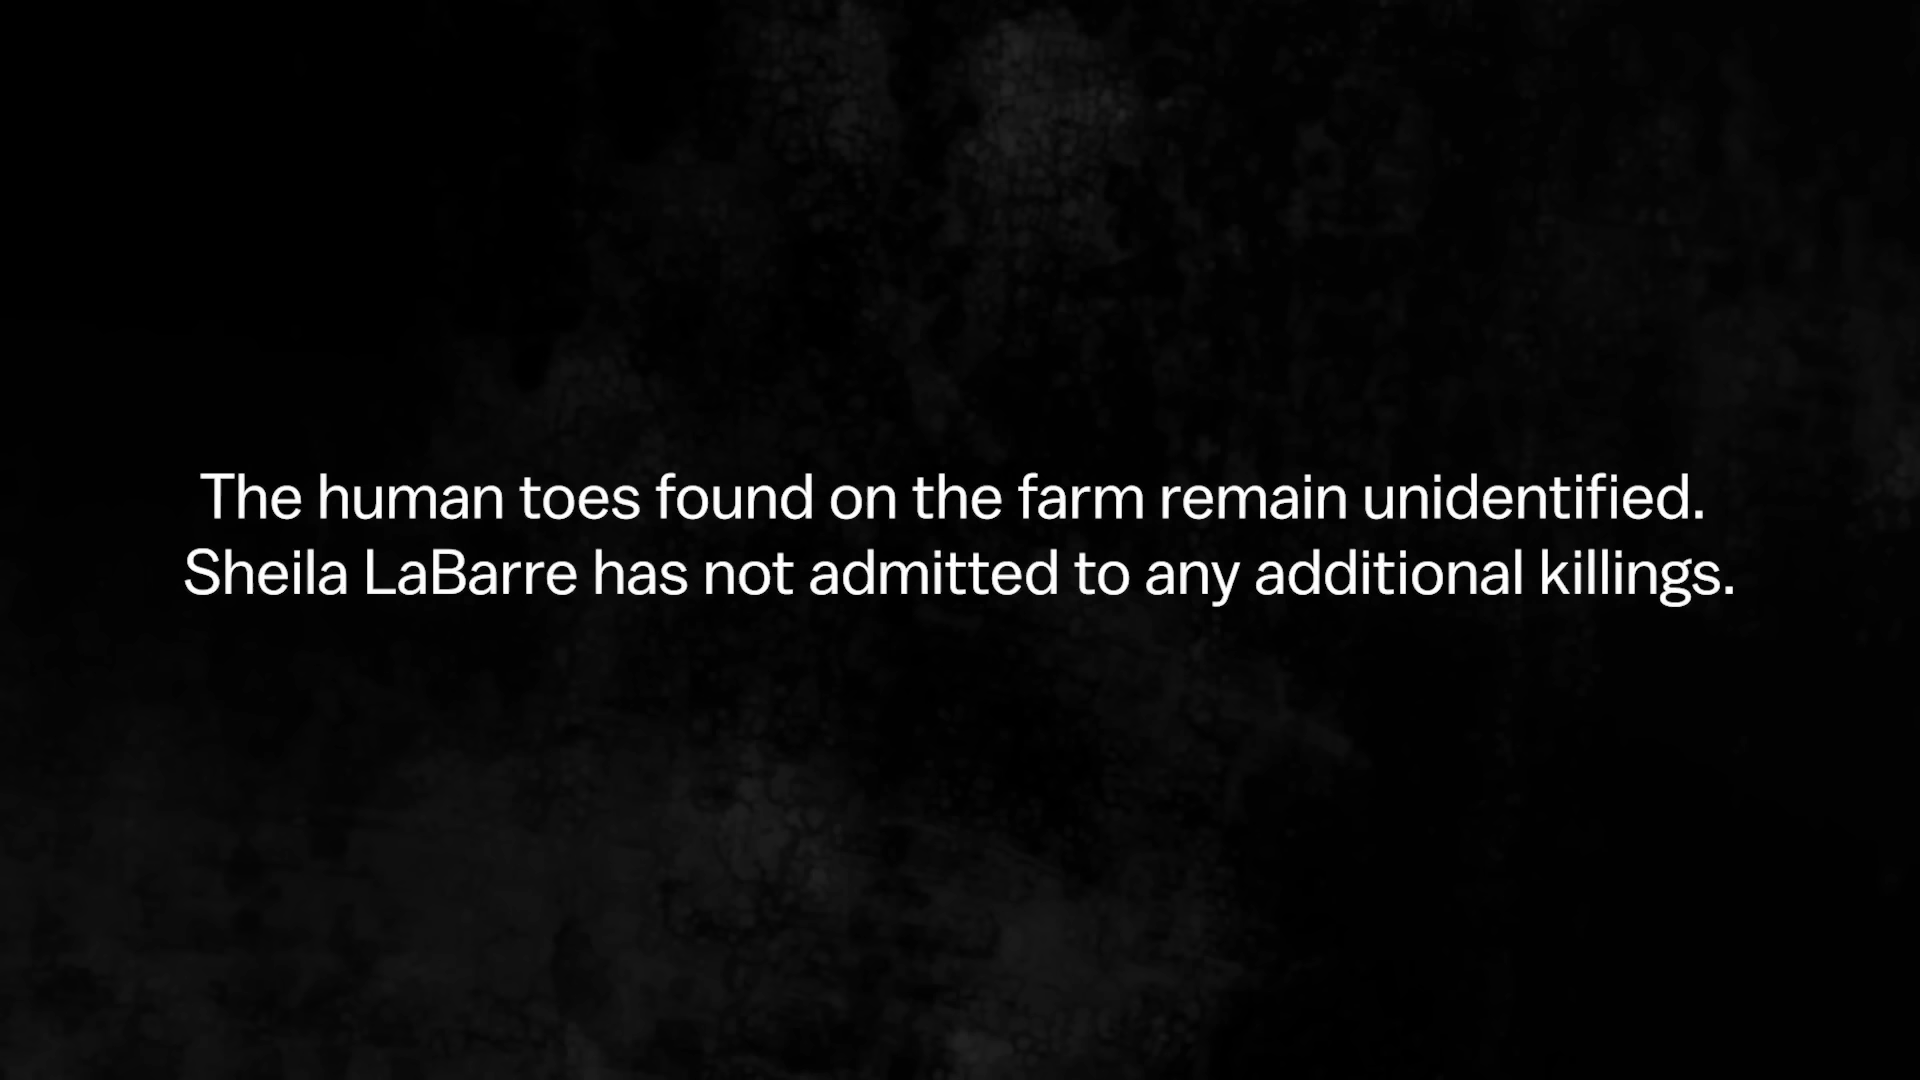 The human toes found on the farm remain unidentified.
Sheila LaBarre has not admitted to any additional killings.